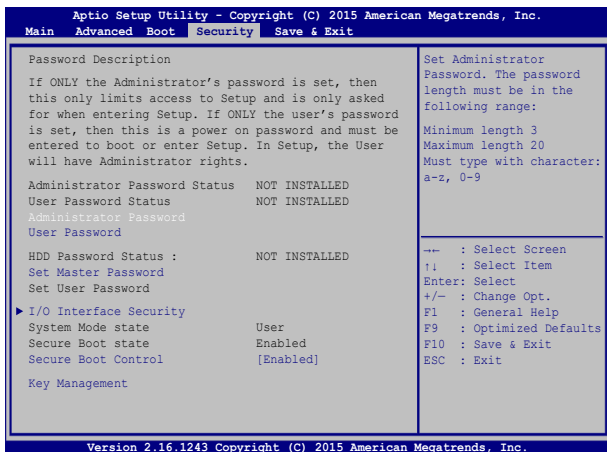 Aptio Setup Utility - Copyright (C) 2015 American Megatrends, Inc.
Main Advanced Boot Security Save & Exit
Password Description
If ONLY the Administrator's password is set, then
this only limits access to Setup and is only asked
for when entering Setup. If ONLY the user's password
is set, then this is a power on password and must be
entered to boot or enter Setup. In Setup, the User
will have Administrator rights.
Administrator Password Status NOT INSTALLED
User Password Status NOT INSTALLED
Administrator Password
User Password
HDD Password Status : NOT INSTALLED
Set Master Password
Set User Password
I/O Interface Security
System Mode state User
Secure Boot state Enabled
Secure Boot Control [Enabled]
Key Management
Set Administrator
Password. The password
length must be in the
following range:
Minimum length 3
Maximum length 20
Must type with character:
a-z, 0-9
→← : Select Screen
↑↓ : Select Item
Enter: Select
+/— : Change Opt.
F1 : General Help
F9 : Optimized Defaults
F10 : Save & Exit
ESC : Exit
Version 2.16.1243 Copyright (C) 2015 American Megatrends, Inc.